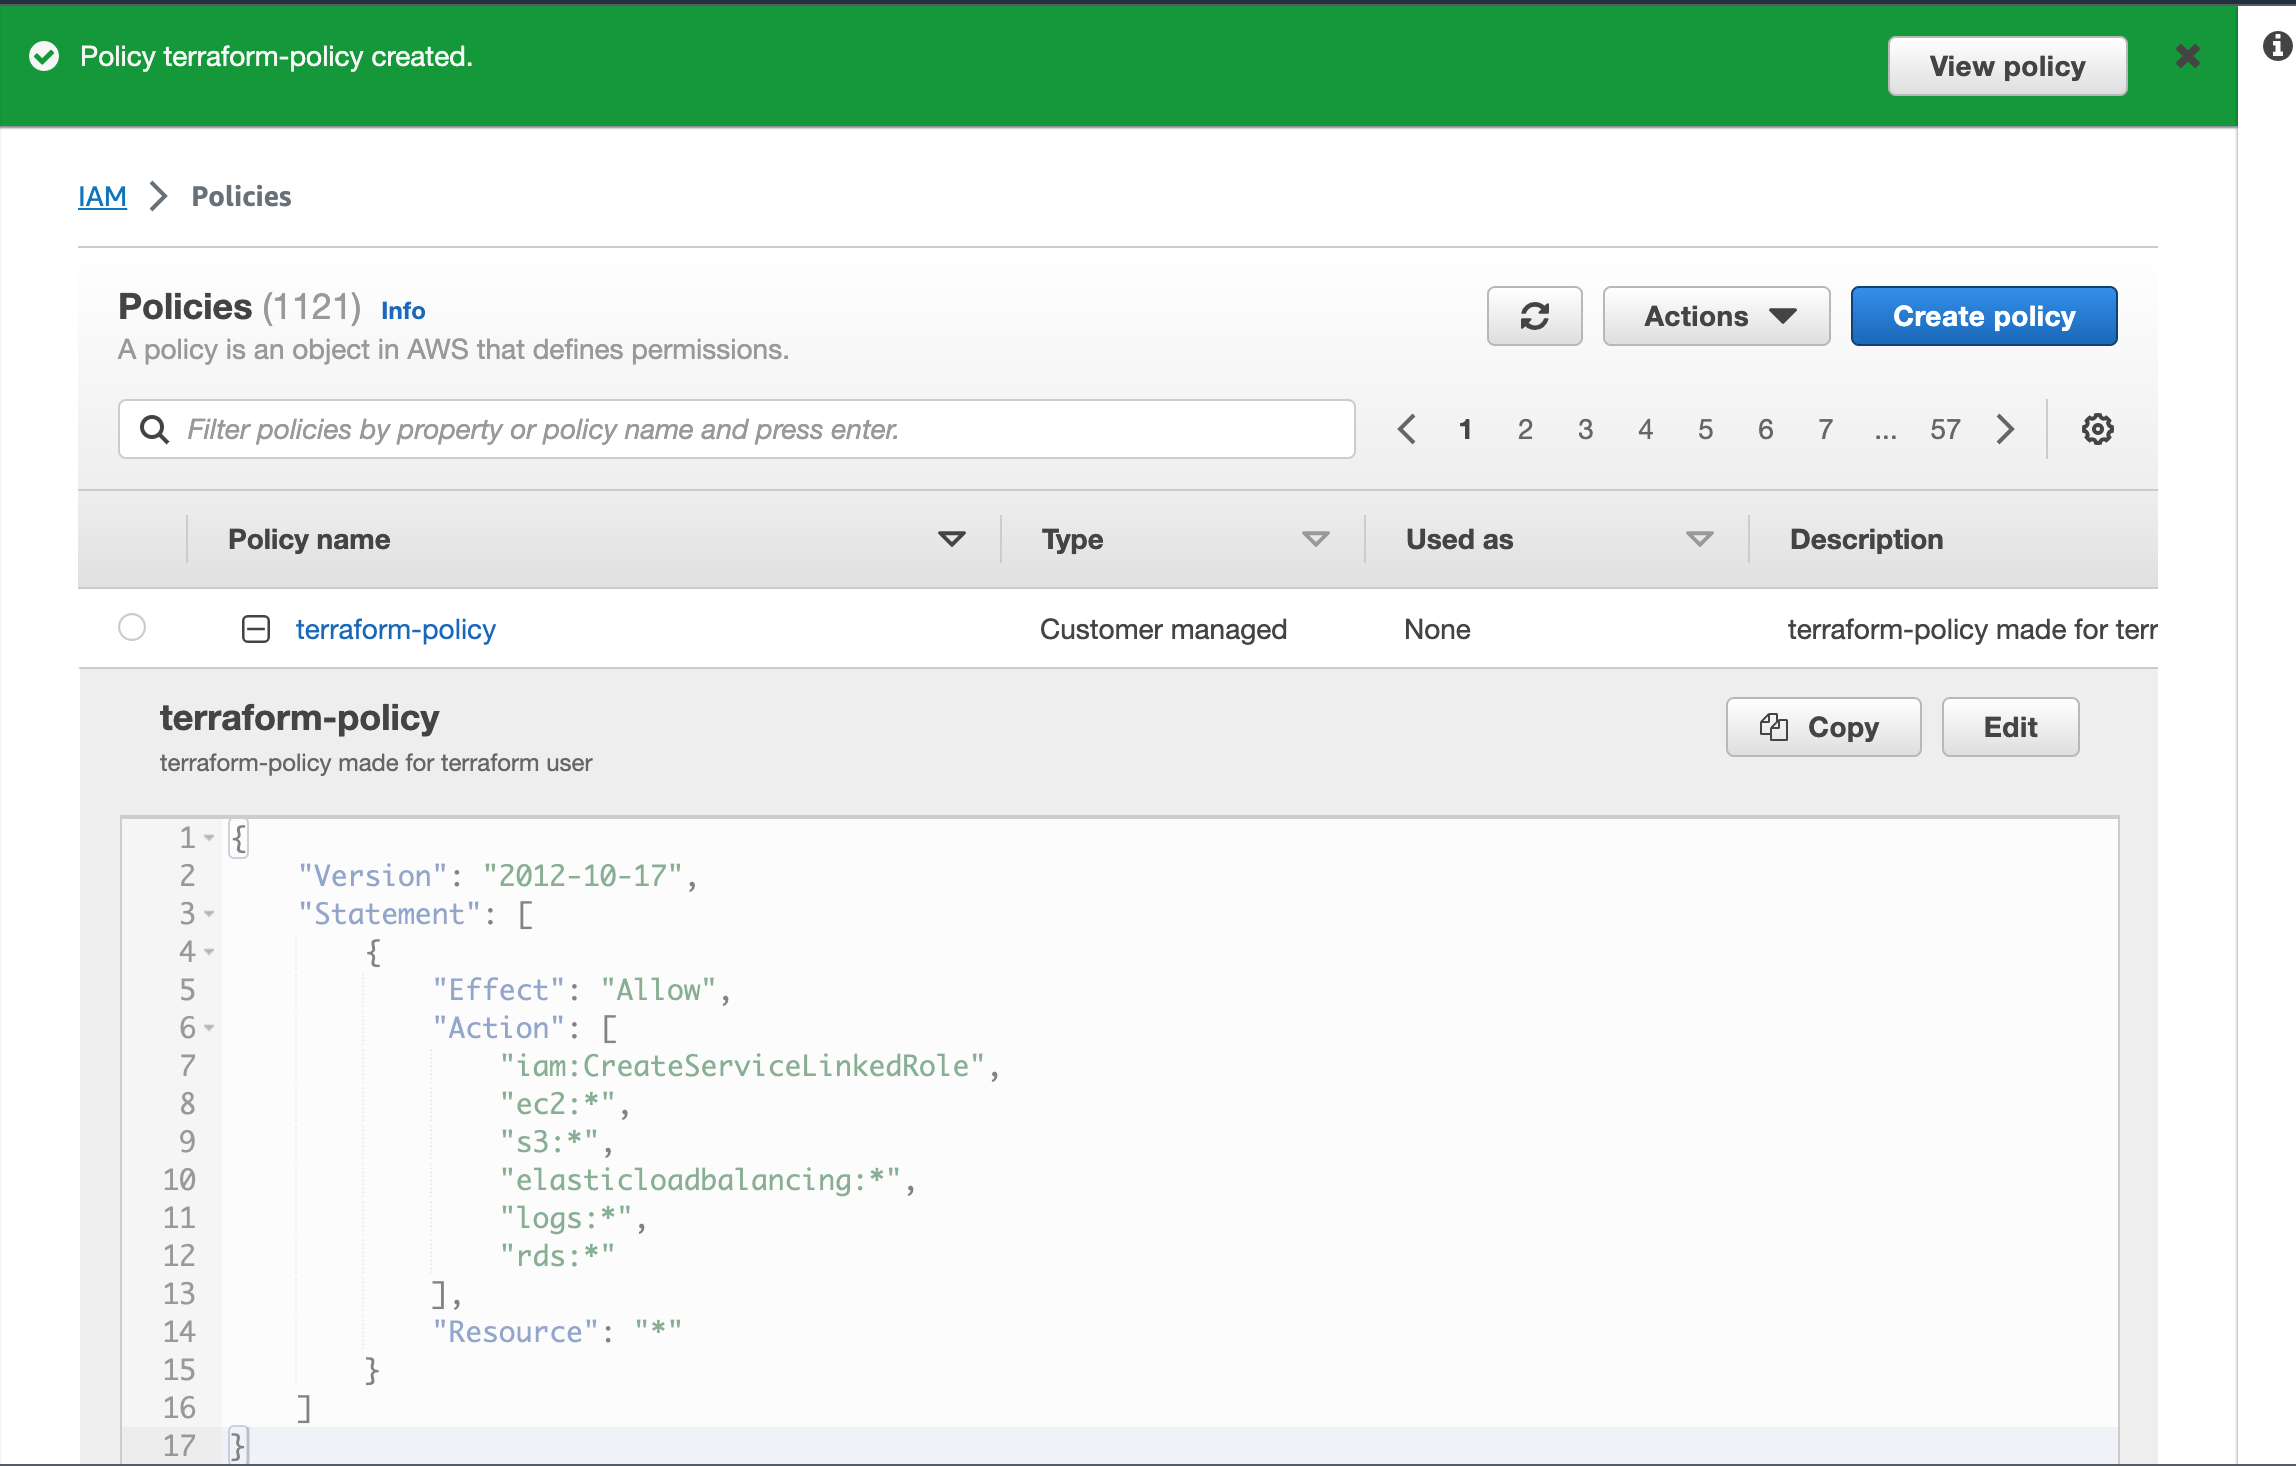 Policy terraform-policy created.
View policy
IAM > Policies
Policies (1121) Info
A policy is an object in AWS that defines permissions.
Actions
Create policy
Filter policies by property or policy name and press enter.
1 2 3 4 5 6 7 ... 57
Policy name Type Used as Description
terraform-policy Customer managed None terraform-policy made for terr
terraform-policy
terraform-policy made for terraform user
Copy
Edit
1 {
2     "Version": "2012-10-17",
3     "Statement": [
4         {
5             "Effect": "Allow",
6             "Action": [
7                 "iam:CreateServiceLinkedRole",
8                 "ec2:*",
9                 "s3:*",
10                 "elasticloadbalancing:*",
11                 "logs:*",
12                 "rds:*"
13             ],
14             "Resource": "*"
15         }
16     ]
17 }